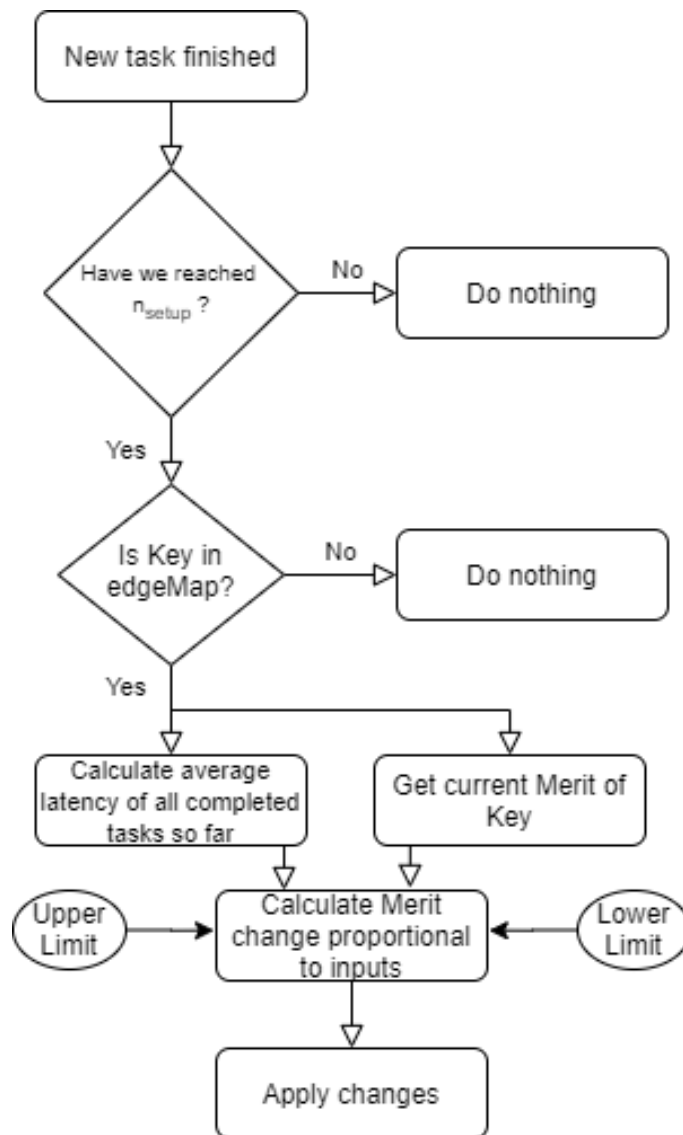 New task finished
Have we reached
n_setup ?
No
Do nothing
Yes
Is Key in
edgeMap?
No
Do nothing
Yes
Calculate average
latency of all completed
tasks so far
Get current Merit of
Key
Upper
Limit
Calculate Merit
change proportional
to inputs
Lower
Limit
Apply changes